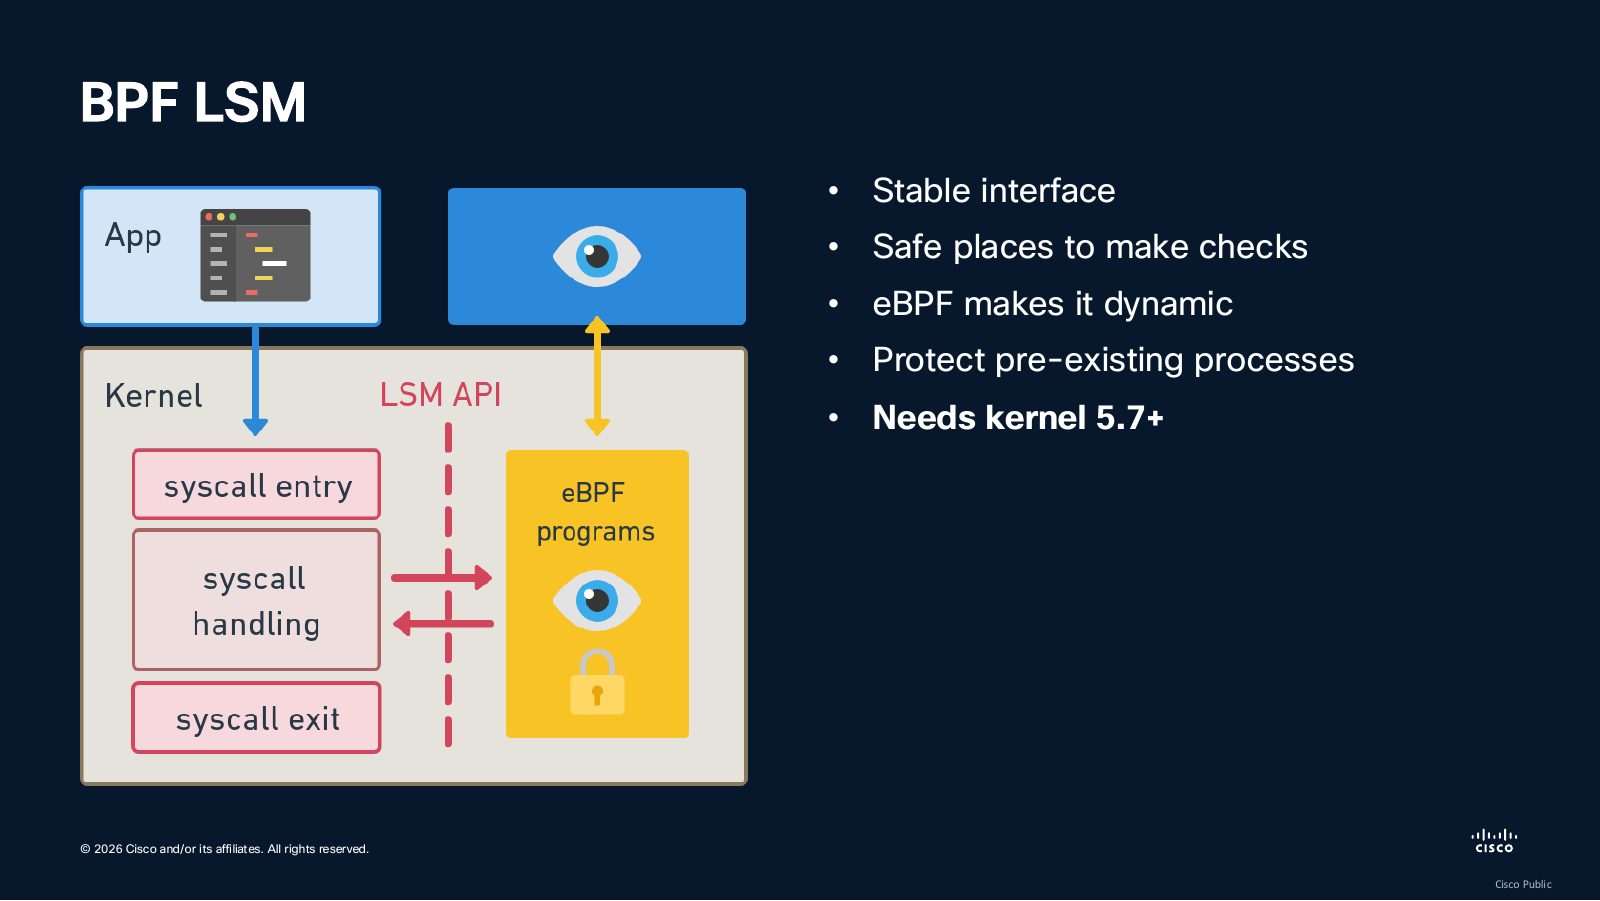 BPF LSM
App
Kernel
LSM API
syscall entry
syscall
handling
syscall exit
eBPF
programs
• Stable interface
• Safe places to make checks
• eBPF makes it dynamic
• Protect pre-existing processes
• Needs kernel 5.7+
© 2026 Cisco and/or its affiliates. All rights reserved.
CISCO
Cisco Public